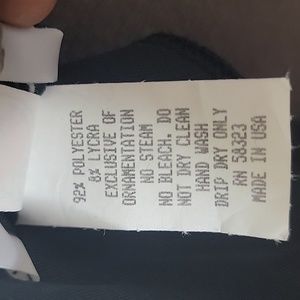 92% POLYESTER
8% LYCRA
EXCLUSIVE OF
ORNAMENTATION
NO STEAM
NO BLEACH. DO
NOT DRY CLEAN
HAND WASH
DRIP DRY ONLY
RN 58323
MADE IN USA